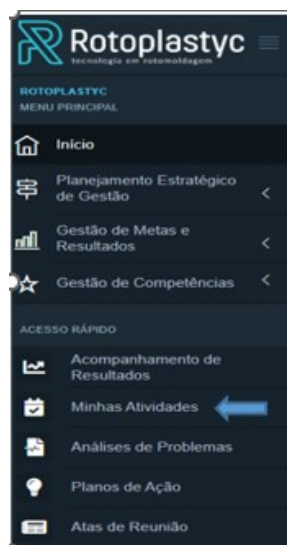 Rotoplastyc
tecnologia em rotomoldagem
ROTOPLASTYC
MENU PRINCIPAL
Início
Planejamento Estratégico
de Gestão
Gestão de Metas e
Resultados
Gestão de Competências
ACESSO RÁPIDO
Acompanhamento de
Resultados
Minhas Atividades
Análises de Problemas
Planos de Ação
Atas de Reunião